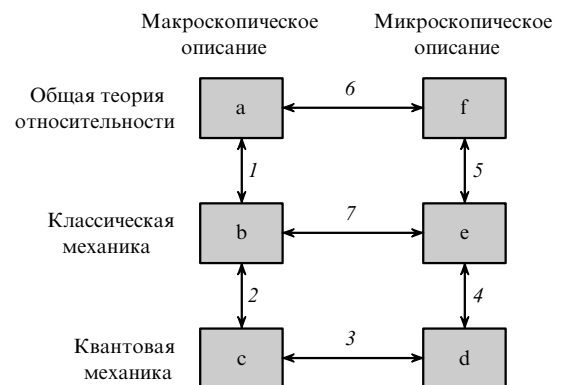 Макроскопическое
описание
Микроскопическое
описание
Общая теория
относительности
a
6
f
1
5
Классическая
механика
b
7
e
2
4
Квантовая
механика
c
3
d